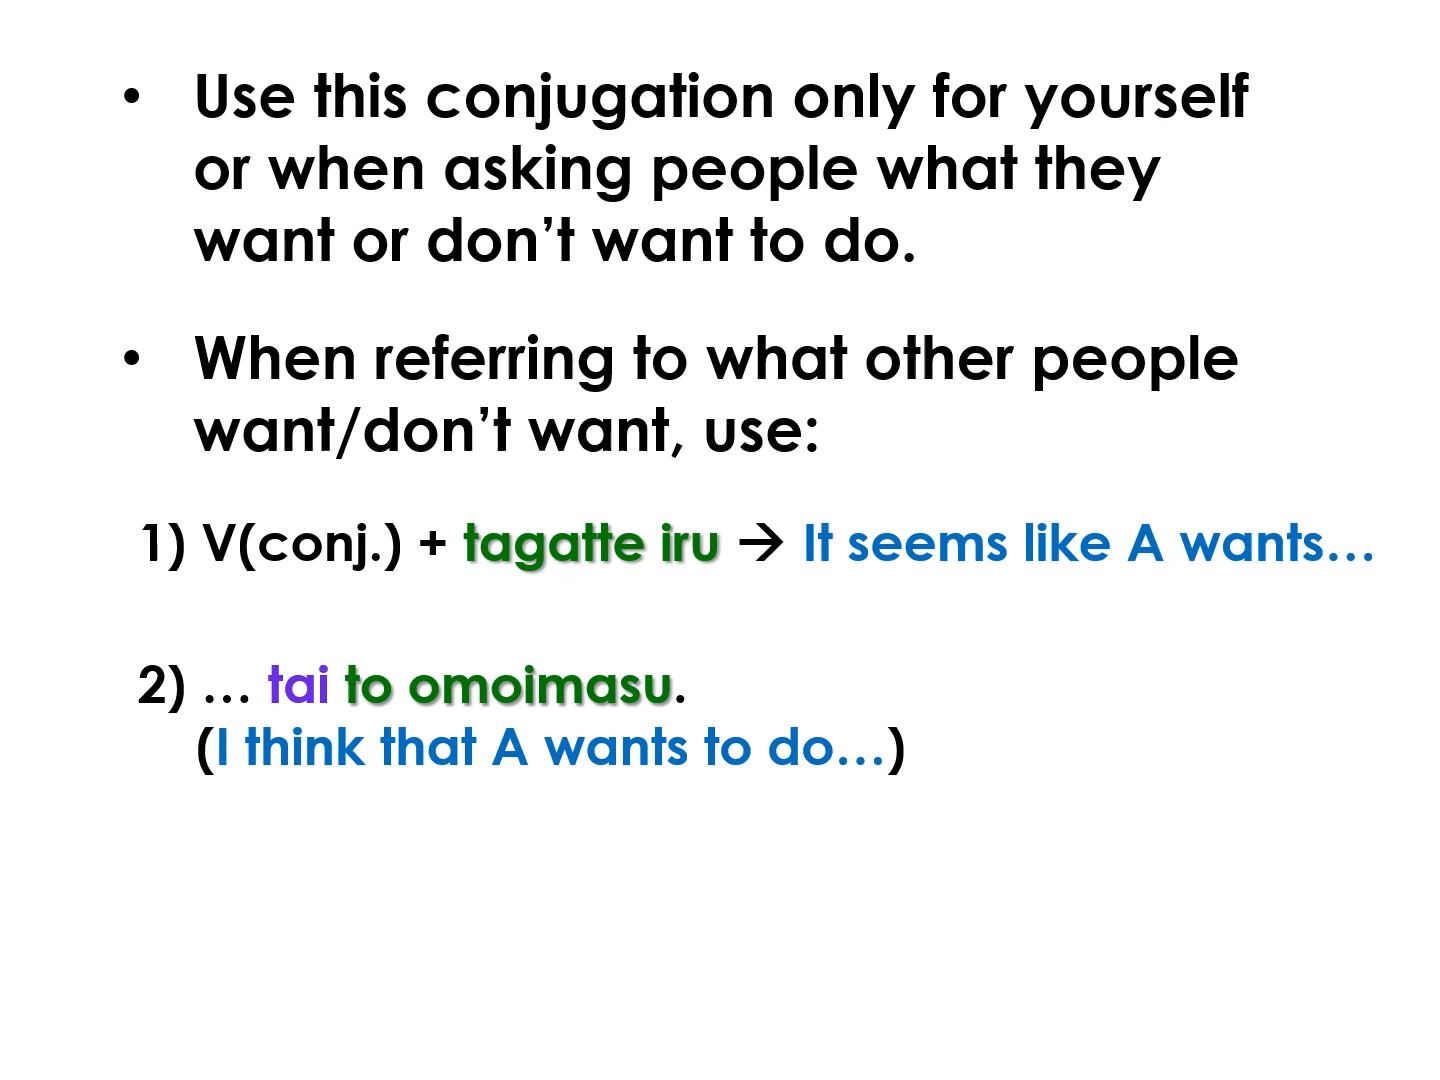 • Use this conjugation only for yourself
or when asking people what they
want or don’t want to do.
• When referring to what other people
want/don’t want, use:
1) V(conj.) + tagatte iru → It seems like A wants…
2) … tai to omoimasu.
(I think that A wants to do…)